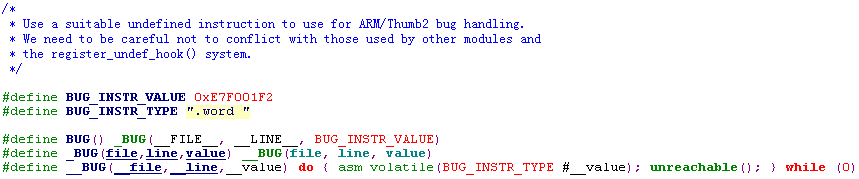 /*
 * Use a suitable undefined instruction to use for ARM/Thumb2 bug handling.
 * We need to be careful not to conflict with those used by other modules and
 * the register_undef_hook() system.
 */
#define BUG_INSTR_VALUE 0xE7F001F2
#define BUG_INSTR_TYPE ".word "
#define BUG() _BUG(__FILE__, __LINE__, BUG_INSTR_VALUE)
#define _BUG(file,line,value) __BUG(file, line, value)
#define __BUG(__file,__line,__value) do { asm volatile(BUG_INSTR_TYPE #__value); unreachable(); } while (0)